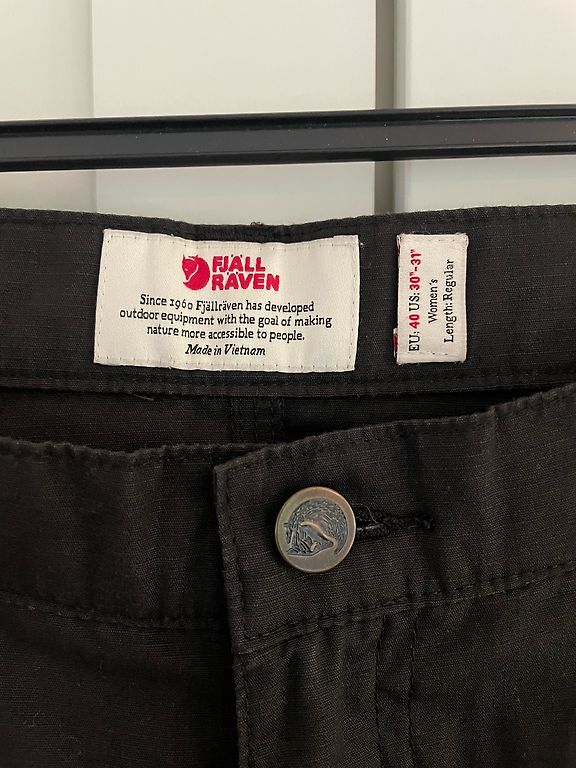 FJÄLL
RÄVEN
Since 1960 Fjällräven has developed
outdoor equipment with the goal of making
nature more accessible to people.
Made in Vietnam
EU: 40 US: 30"-31"
Women's
Length: Regular